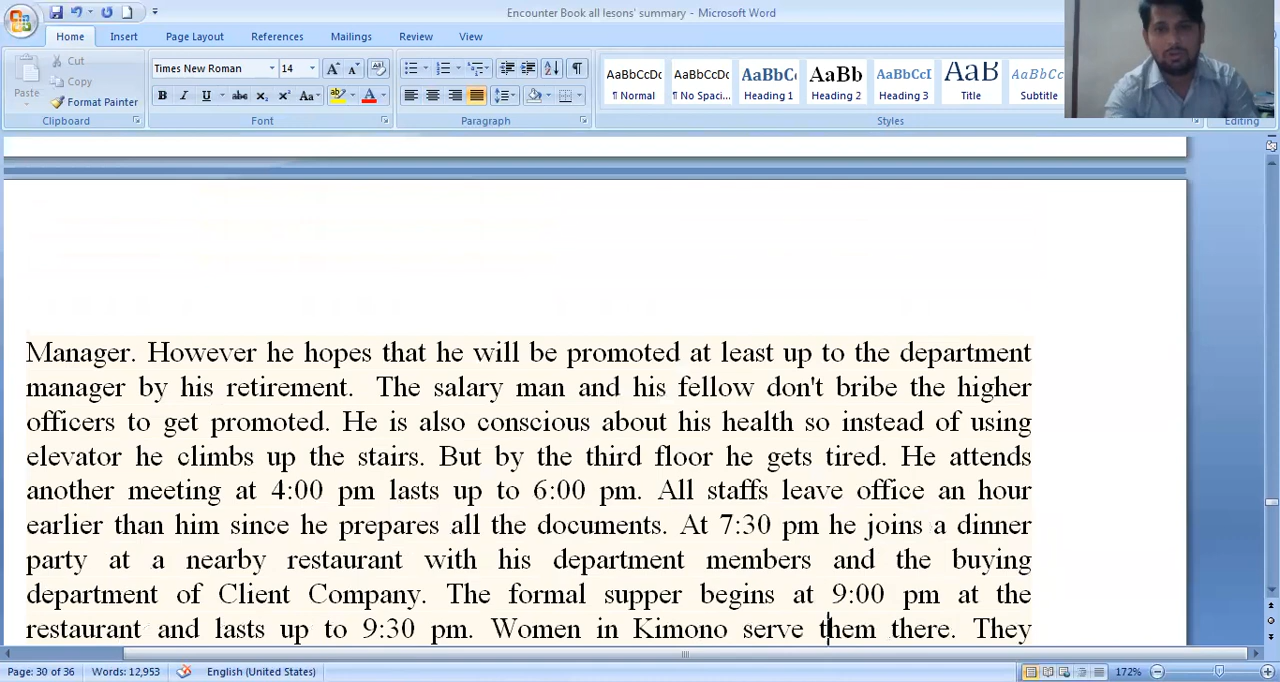 Encounter Book all lesons' summary - Microsoft Word
Home Insert Page Layout References Mailings Review View
Paste
Cut
Copy
Format Painter
Clipboard
Times New Roman 14
B I U abc X₂ X² Aa
Font
Paragraph
AaBbCcDc AaBbCcDc AaBbC AaBb AaBbCcI AaB AaBbCcL
¶ Normal ¶ No Spaci... Heading 1 Heading 2 Heading 3 Title Subtitle
Styles
Editing
Manager. However he hopes that he will be promoted at least up to the department
manager by his retirement. The salary man and his fellow don't bribe the higher
officers to get promoted. He is also conscious about his health so instead of using
elevator he climbs up the stairs. But by the third floor he gets tired. He attends
another meeting at 4:00 pm lasts up to 6:00 pm. All staffs leave office an hour
earlier than him since he prepares all the documents. At 7:30 pm he joins a dinner
party at a nearby restaurant with his department members and the buying
department of Client Company. The formal supper begins at 9:00 pm at the
restaurant and lasts up to 9:30 pm. Women in Kimono serve them there. They
Page: 30 of 36 Words: 12,953 English (United States) 172%